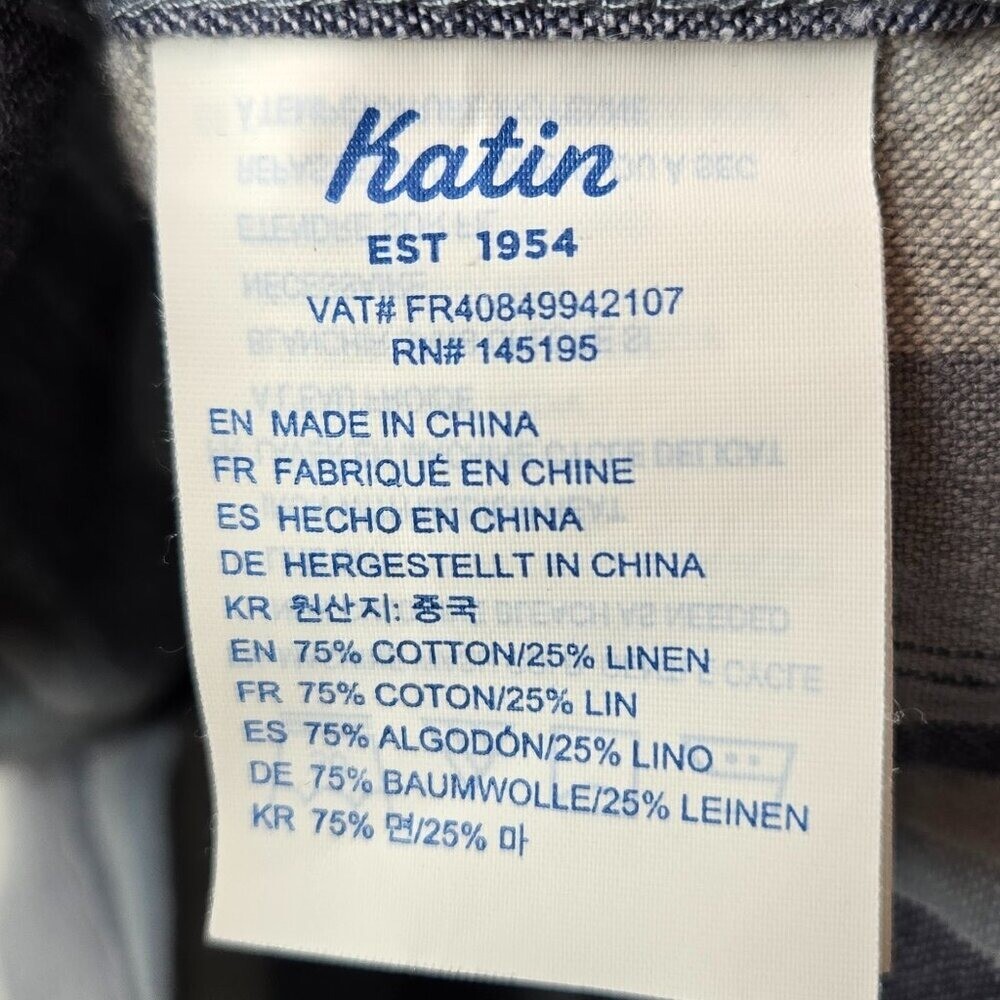 Katin
EST 1954
VAT# FR40849942107
RN# 145195
EN MADE IN CHINA
FR FABRIQUÉ EN CHINE
ES HECHO EN CHINA
DE HERGESTELLT IN CHINA
KR 원산지: 중국
EN 75% COTTON/25% LINEN
FR 75% COTON/25% LIN
ES 75% ALGODÓN/25% LINO
DE 75% BAUMWOLLE/25% LEINEN
KR 75% 면/25% 마